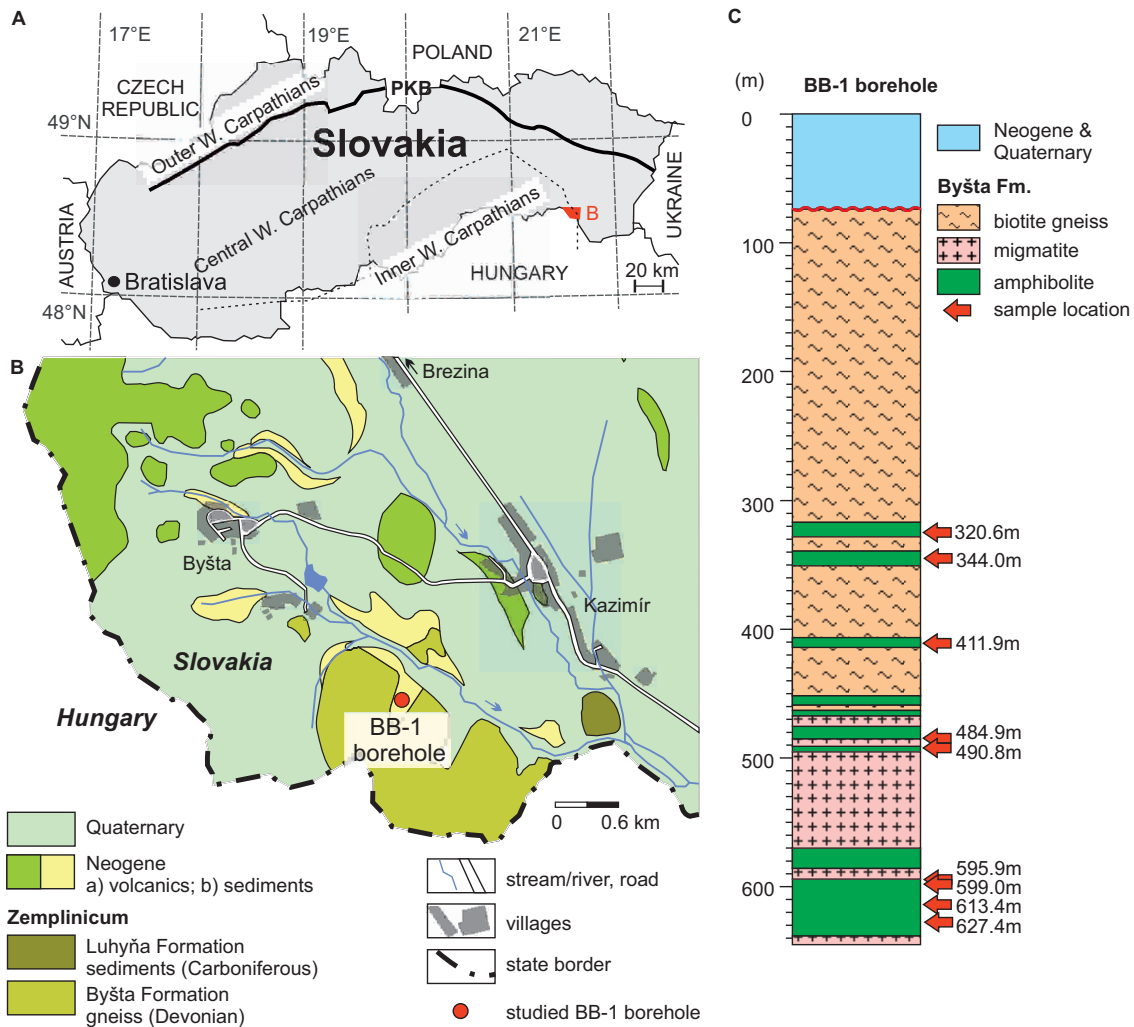 A
17°E
19°E
21°E
POLAND
CZECH
REPUBLIC
PKB
49°N
Outer W. Carpathians
Slovakia
UKRAINE
Central W. Carpathians
AUSTRIA
B
Inner W. Carpathians
HUNGARY
20 km
Bratislava
48°N
B
Brezina
Byšta
Kazimír
Slovakia
Hungary
BB-1
borehole
0 0.6 km
Quaternary
Neogene
a) volcanics; b) sediments
Zemplinicum
Luhyňa Formation
sediments (Carboniferous)
Byšta Formation
gneiss (Devonian)
stream/river, road
villages
state border
studied BB-1 borehole
C
(m)
BB-1 borehole
0
100
200
300
400
500
600
Neogene &
Quaternary
Byšta Fm.
biotite gneiss
migmatite
amphibolite
sample location
320.6m
344.0m
411.9m
484.9m
490.8m
595.9m
599.0m
613.4m
627.4m